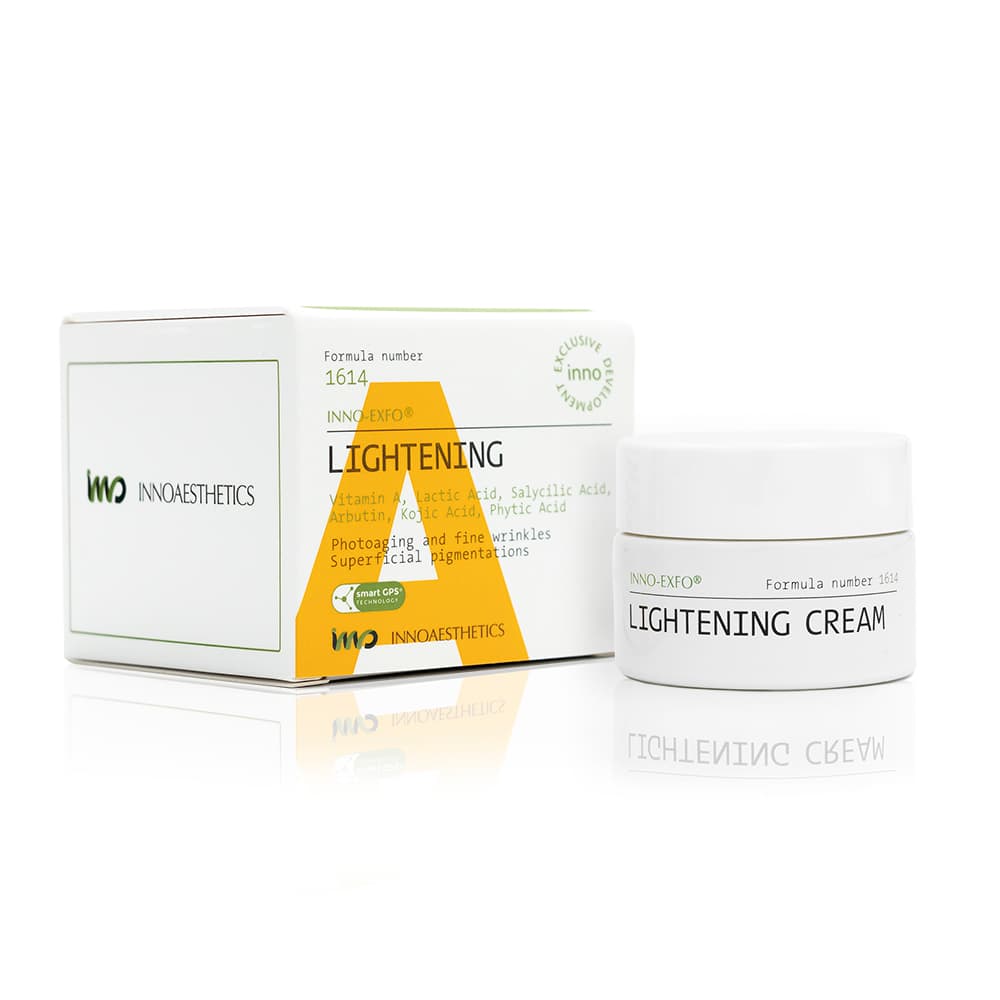 inno INNOAESTHETICS
Formula number
1614
INNO-EXFO®
LIGHTENING
Vitamin A, Lactic Acid, Salycilic Acid,
Arbutin, Kojic Acid, Phytic Acid
Photoaging and fine wrinkles
Superficial pigmentations
smart GPS®
TECHNOLOGY
inno INNOAESTHETICS
EXCLUSIVE DEVELOPMENT
inno
A
INNO-EXFO® Formula number 1614
LIGHTENING CREAM